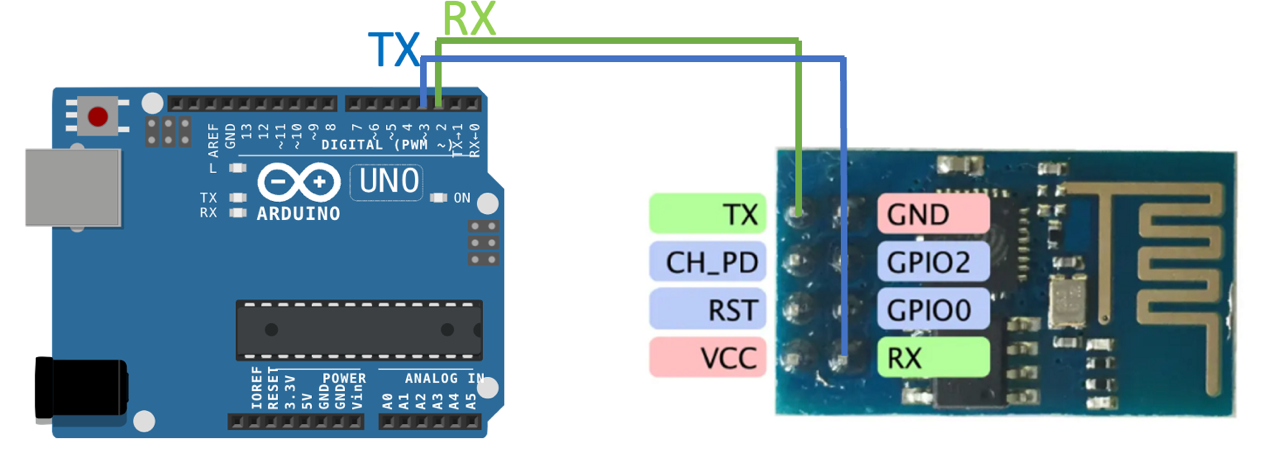 RX
TX
AREF
GND
13
12
~11
~10
~9
8
7
~6
~5
4
~3
2
TX→1
RX←0
DIGITAL (PWM ~)
L
TX
RX
UNO
ARDUINO
ON
TX
GND
CH_PD
GPIO2
RST
GPIO0
VCC
RX
POWER
ANALOG IN
IOREF
RESET
3.3V
5V
GND
GND
Vin
A0
A1
A2
A3
A4
A5